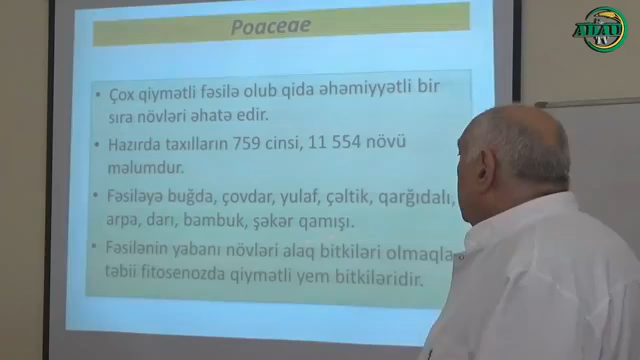 Poaceae
ADAU
TV
• Çox qiymətli fəsilə olub qida əhəmiyyətli bir
sıra növləri əhatə edir.
• Hazırda taxılların 759 cinsi, 11 554 növü
məlumdur.
• Fəsiləyə buğda, çovdar, yulaf, çəltik, qarğıdalı,
arpa, darı, bambuk, şəkər qamışı.
• Fəsilənin yabanı növləri alaq bitkiləri olmaqla
təbii fitosenozda qiymətli yem bitkiləridir.